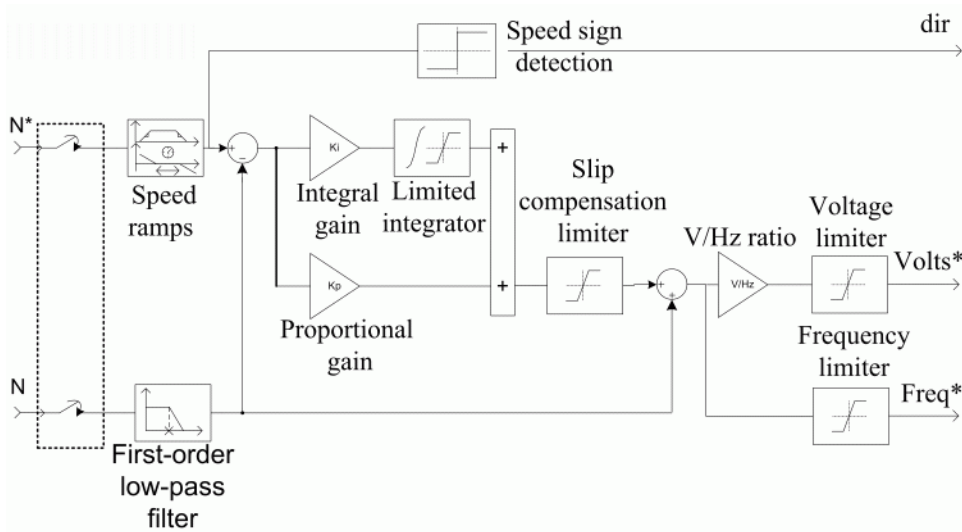 dir
Speed sign
detection
N*
Ki
+
+
-
Speed
ramps
Integral
gain
Limited
integrator
Slip
compensation
limiter
V/Hz ratio
Voltage
limiter
Volts*
Kp
+
+
+
V/Hz
Proportional
gain
Frequency
limiter
N
Freq*
First-order
low-pass
filter